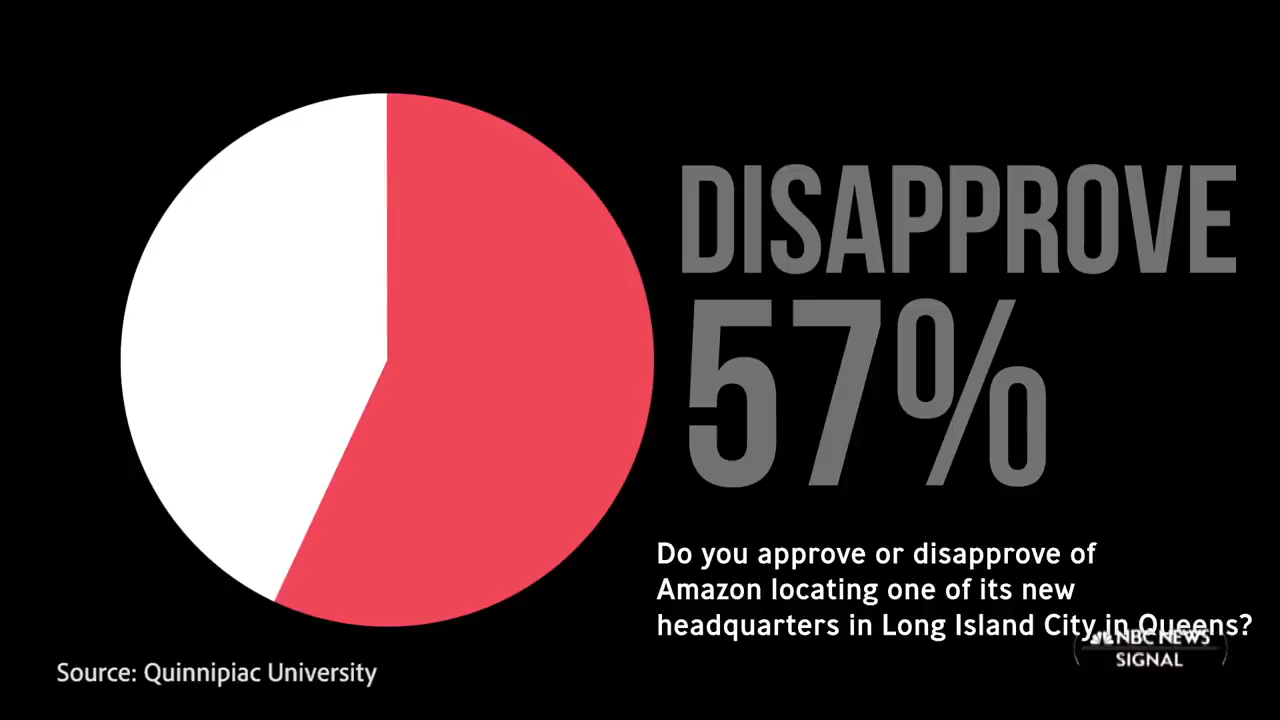 DISAPPROVE
57%
Do you approve or disapprove of
Amazon locating one of its new
headquarters in Long Island City in Queens?
NBC NEWS
SIGNAL
Source: Quinnipiac University